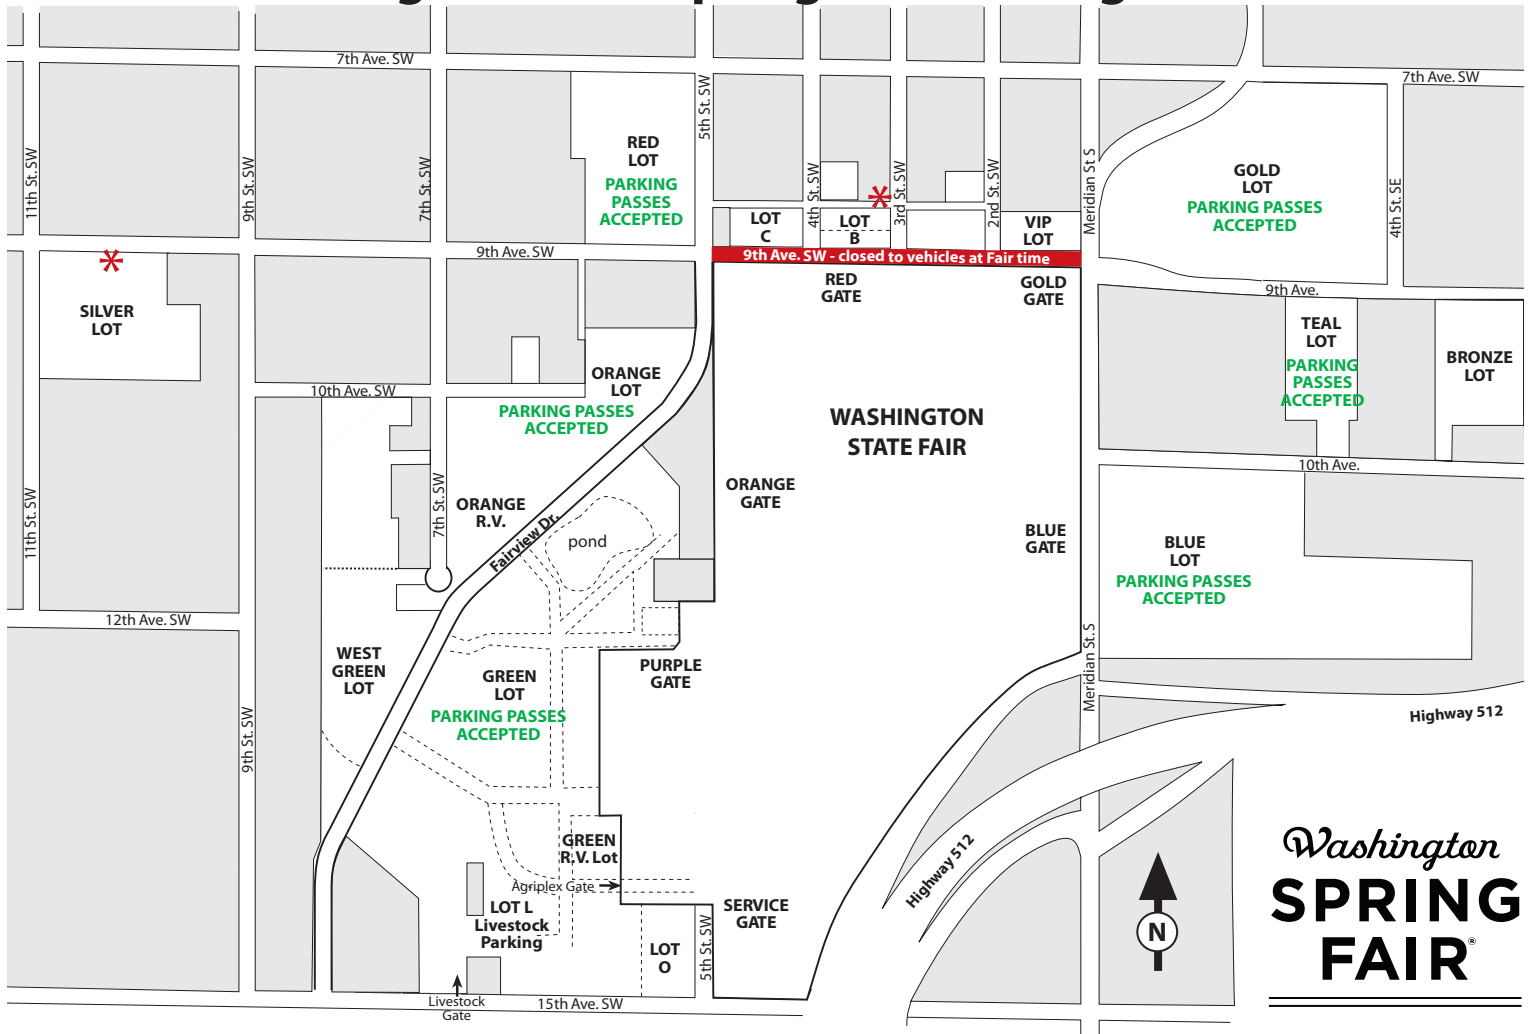 7th Ave. SW
7th Ave. SW
11th St. SW
9th St. SW
7th St. SW
5th St. SW
4th St. SW
3rd St. SW
2nd St. SW
Meridian St S
4th St. SE
RED
LOT
PARKING
PASSES
ACCEPTED
GOLD
LOT
PARKING PASSES
ACCEPTED
LOT
C
LOT
B
VIP
LOT
9th Ave. SW
9th Ave. SW - closed to vehicles at Fair time
RED
GATE
GOLD
GATE
9th Ave.
SILVER
LOT
TEAL
LOT
PARKING
PASSES
ACCEPTED
BRONZE
LOT
10th Ave. SW
ORANGE
LOT
PARKING PASSES
ACCEPTED
WASHINGTON
STATE FAIR
10th Ave.
ORANGE
GATE
11th St. SW
7th St. SW
ORANGE
R.V.
Fairview Dr.
pond
BLUE
GATE
BLUE
LOT
PARKING PASSES
ACCEPTED
12th Ave. SW
WEST
GREEN
LOT
GREEN
LOT
PARKING PASSES
ACCEPTED
PURPLE
GATE
Meridian St. S
Highway 512
9th St. SW
GREEN
R.V. Lot
Agriplex Gate
Highway 512
LOT L
Livestock
Parking
SERVICE
GATE
LOT
O
5th St. SW
N
Livestock
Gate
15th Ave. SW
Washington
SPRING
FAIR®